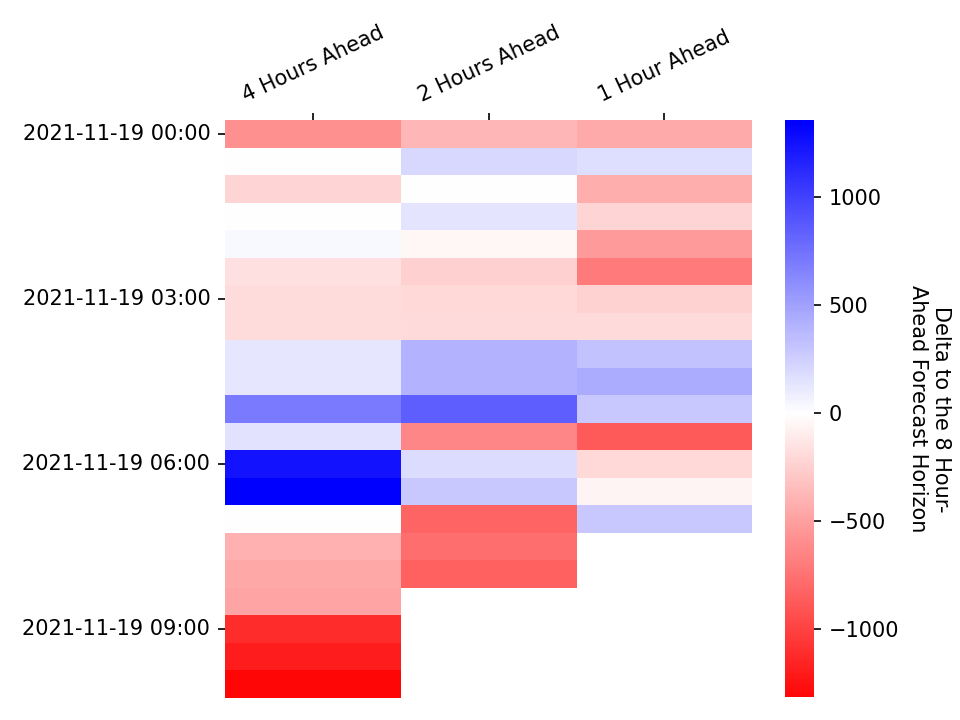 4 Hours Ahead
2 Hours Ahead
1 Hour Ahead
2021-11-19 00:00
2021-11-19 03:00
2021-11-19 06:00
2021-11-19 09:00
1000
500
0
−500
−1000
Delta to the 8 Hour-
Ahead Forecast Horizon